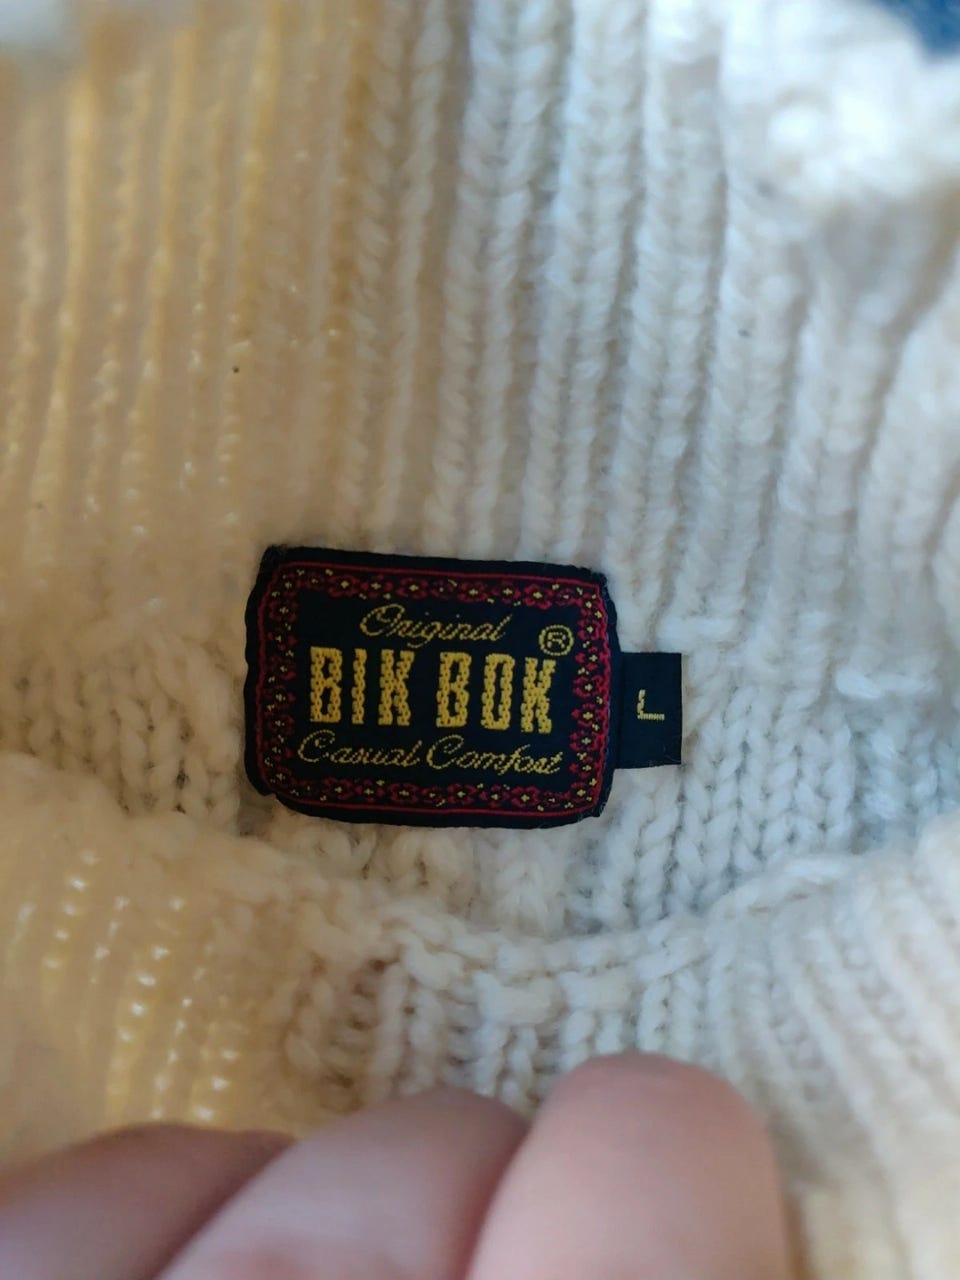 Original ®
BIK BOK
Casual Comfort
L